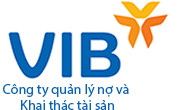 VIB
Công ty quản lý nợ và
Khai thác tài sản